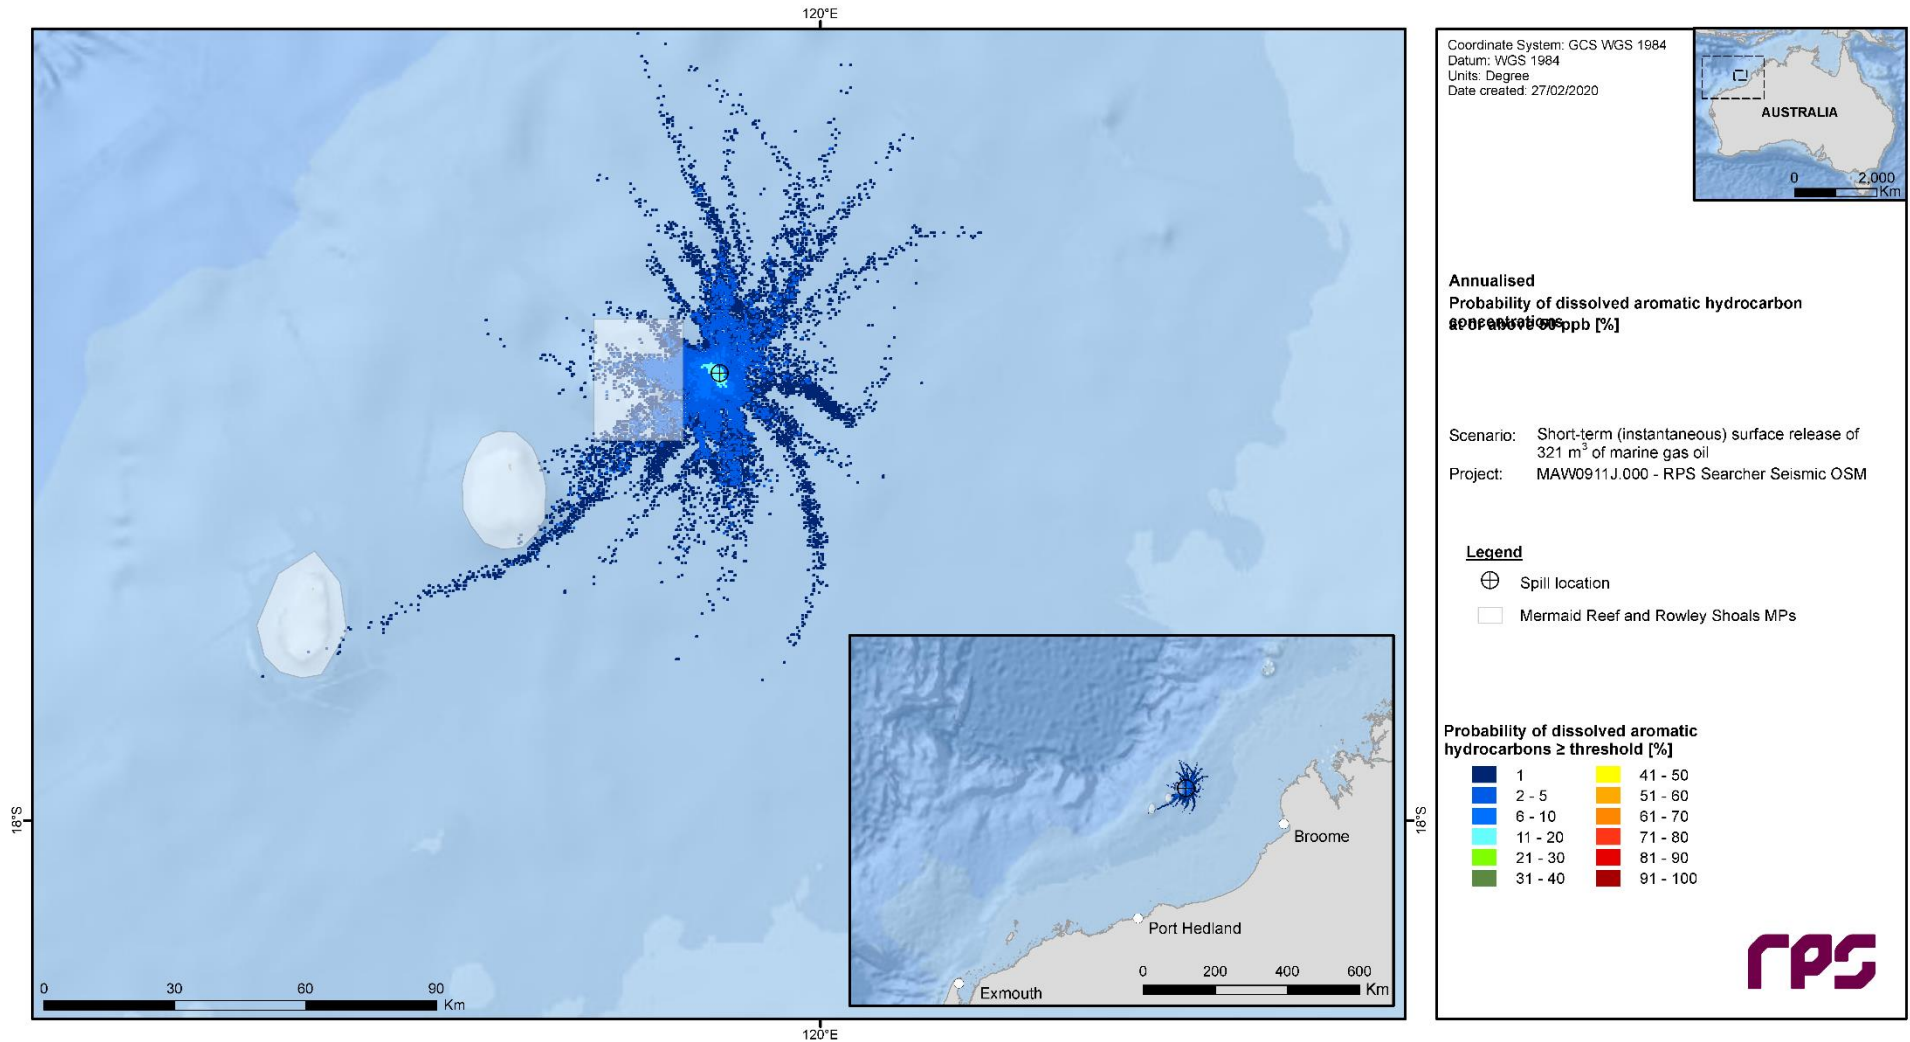 120°E
18°S
18°S
120°E
0 30 60 90
Km
Broome
Port Hedland
Exmouth
0 200 400 600
Km
Coordinate System: GCS WGS 1984
Datum: WGS 1984
Units: Degree
Date created: 27/02/2020
AUSTRALIA
0 2,000
Km
Annualised
Probability of dissolved aromatic hydrocarbon
concentrations
at or above 50 ppb [%]
Scenario: Short-term (instantaneous) surface release of
321 m³ of marine gas oil
Project: MAW0911J.000 - RPS Searcher Seismic OSM
Legend
Spill location
Mermaid Reef and Rowley Shoals MPs
Probability of dissolved aromatic
hydrocarbons ≥ threshold [%]
1 41 - 50
2 - 5 51 - 60
6 - 10 61 - 70
11 - 20 71 - 80
21 - 30 81 - 90
31 - 40 91 - 100
rps